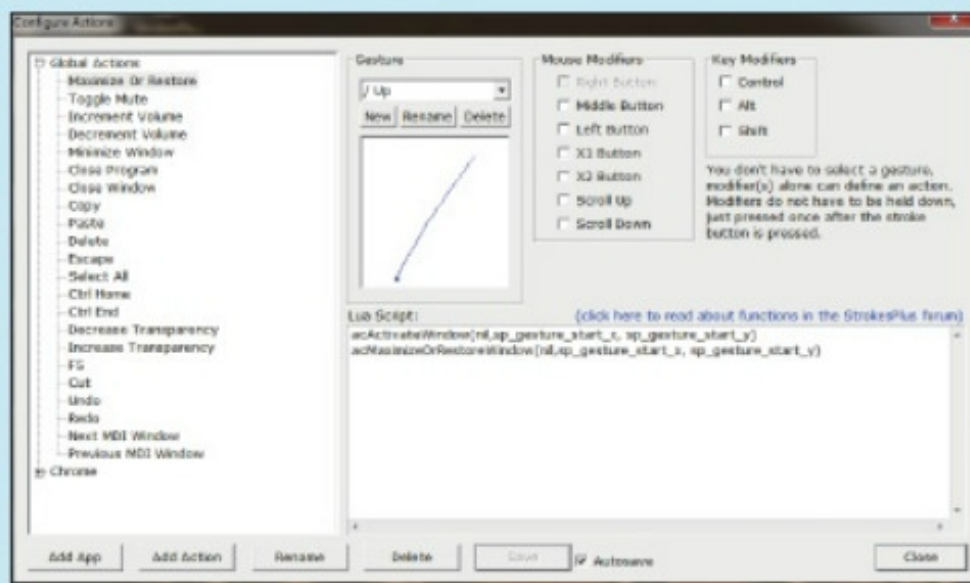 Configure Actions
Global Actions
Maximize Or Restore
Toggle Mute
Increment Volume
Decrement Volume
Minimize Window
Close Program
Close Window
Copy
Paste
Delete
Escape
Select All
Ctrl Home
Ctrl End
Decrease Transparency
Increase Transparency
F5
Cut
Undo
Redo
Next MDI Window
Previous MDI Window
Chrome
Gesture
/ Up
New Rename Delete
Mouse Modifiers
Right Button
Middle Button
Left Button
X1 Button
X2 Button
Scroll Up
Scroll Down
Key Modifiers
Control
Alt
Shift
You don't have to select a gesture,
modifier(s) alone can define an action.
Modifiers do not have to be held down,
just pressed once after the stroke
button is pressed.
Lua Script: (click here to read about functions in the StrokesPlus forum)
acActivateWindow(nil,sp_gesture_start_x, sp_gesture_start_y)
acMaximizeOrRestoreWindow(nil,sp_gesture_start_x, sp_gesture_start_y)
Add App Add Action Rename Delete Save Autosave Close